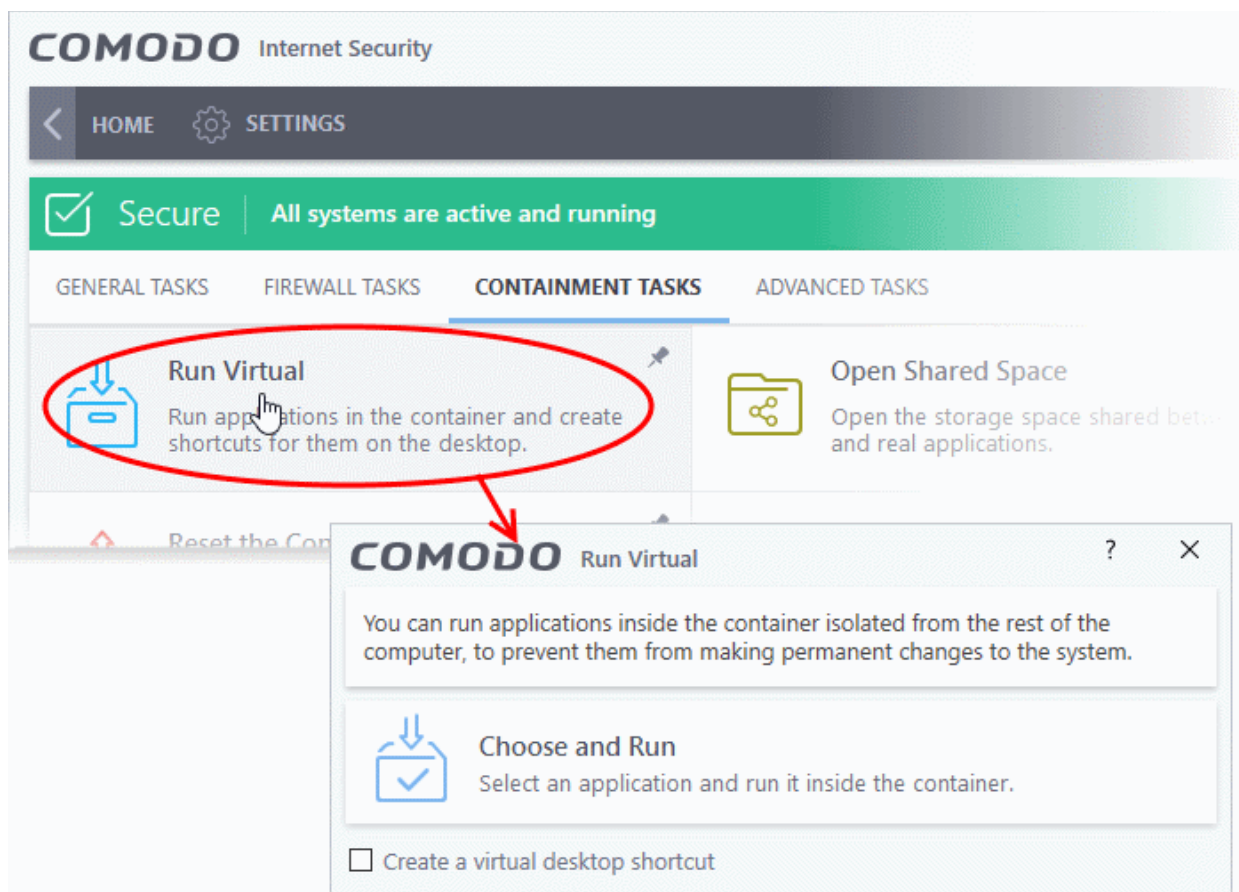 COMODO Internet Security
HOME SETTINGS
Secure All systems are active and running
GENERAL TASKS FIREWALL TASKS CONTAINMENT TASKS ADVANCED TASKS
Run Virtual
Run applications in the container and create
shortcuts for them on the desktop.
Open Shared Space
Open the storage space shared
and real applications.
Reset the
COMODO Run Virtual ?
You can run applications inside the container isolated from the rest of the
computer, to prevent them from making permanent changes to the system.
Choose and Run
Select an application and run it inside the container.
Create a virtual desktop shortcut